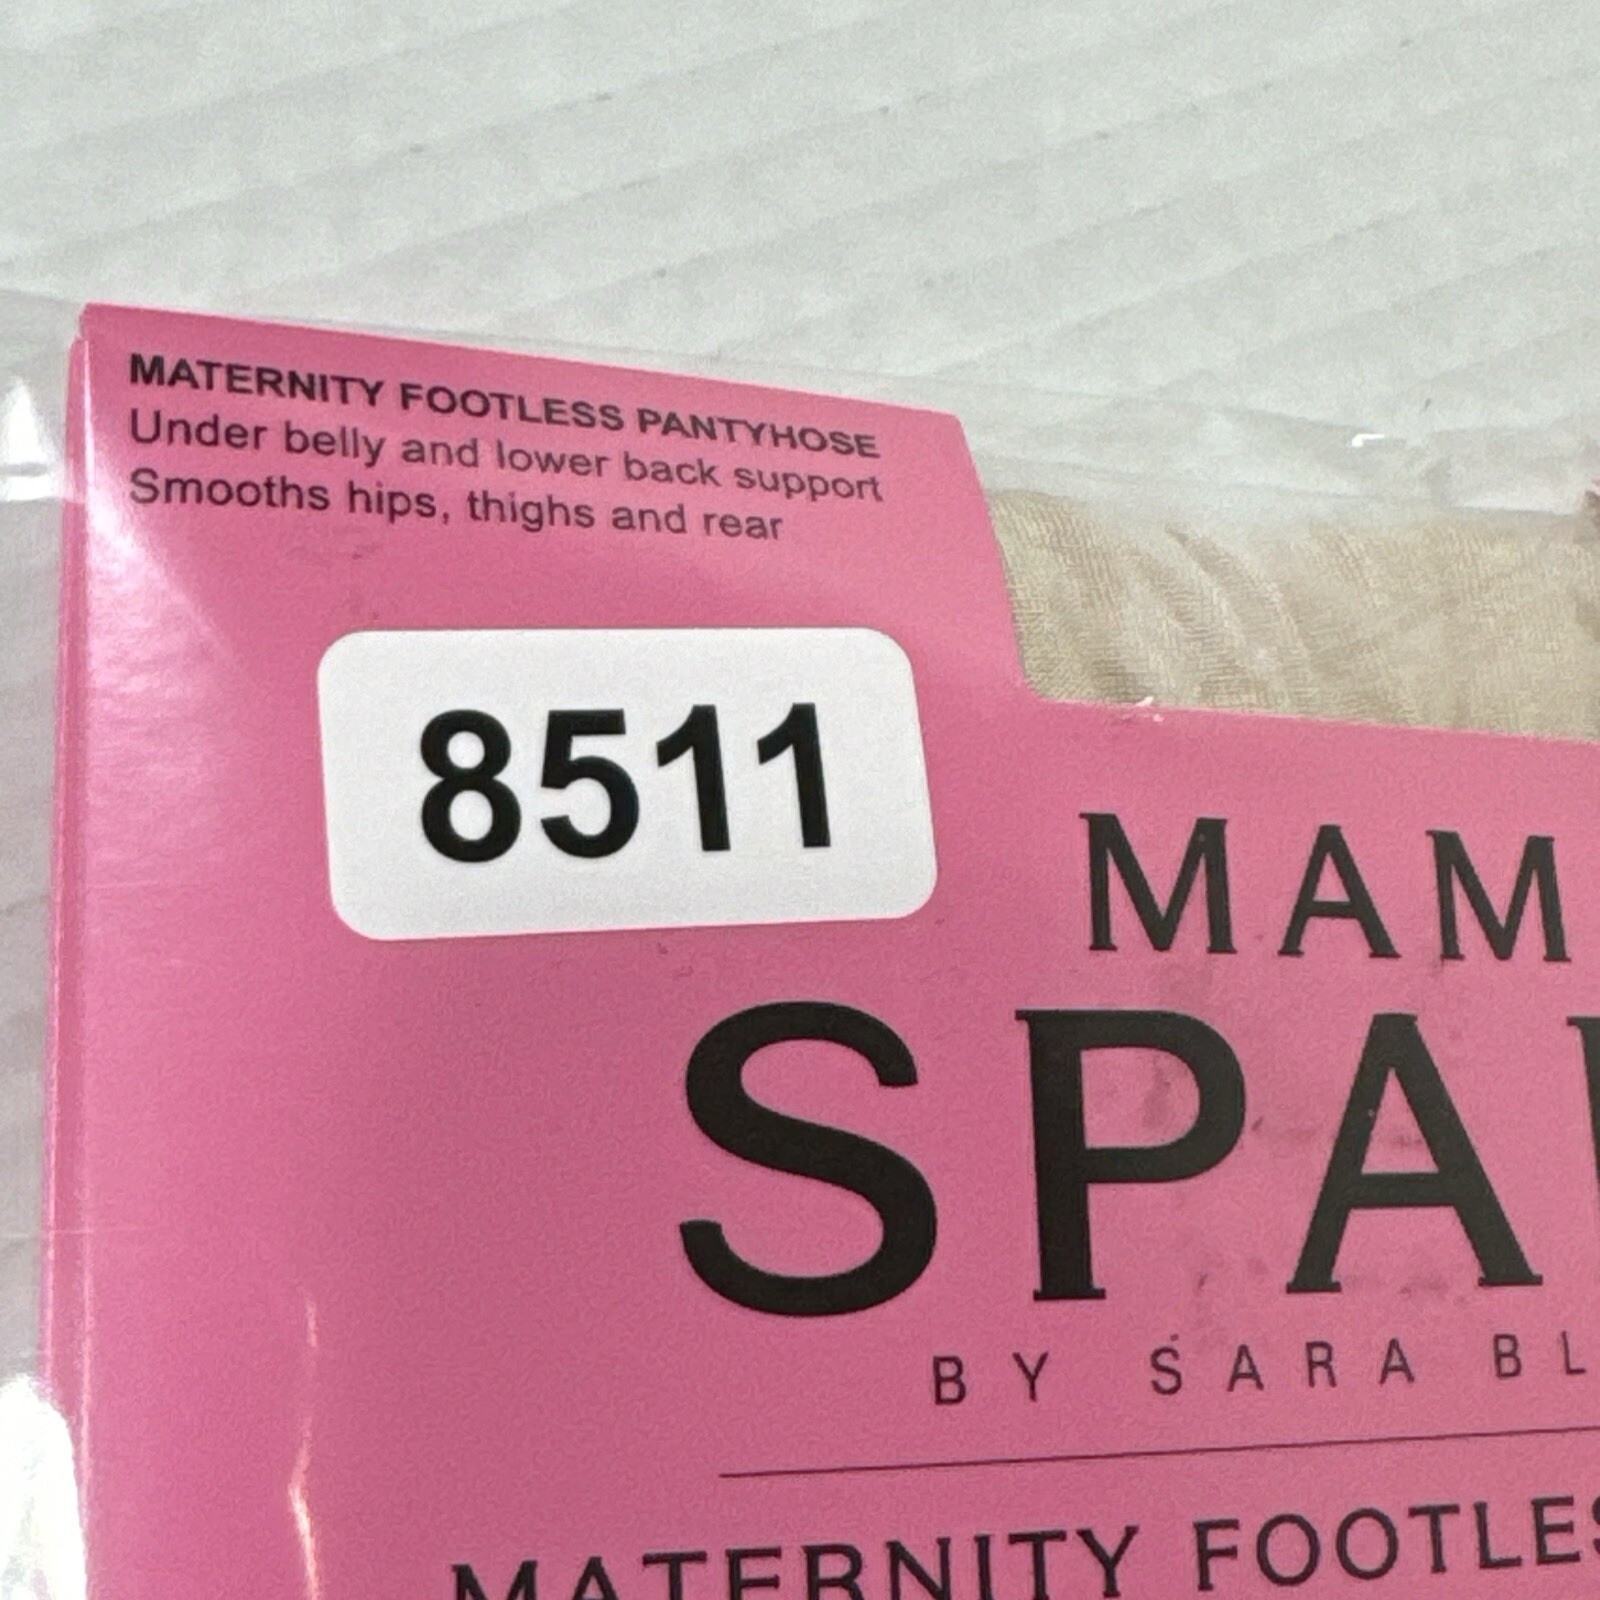 MATERNITY FOOTLESS PANTYHOSE
Under belly and lower back support
Smooths hips, thighs and rear
8511
MAM
SPA
BY SARA BL
MATERNITY FOOTLES